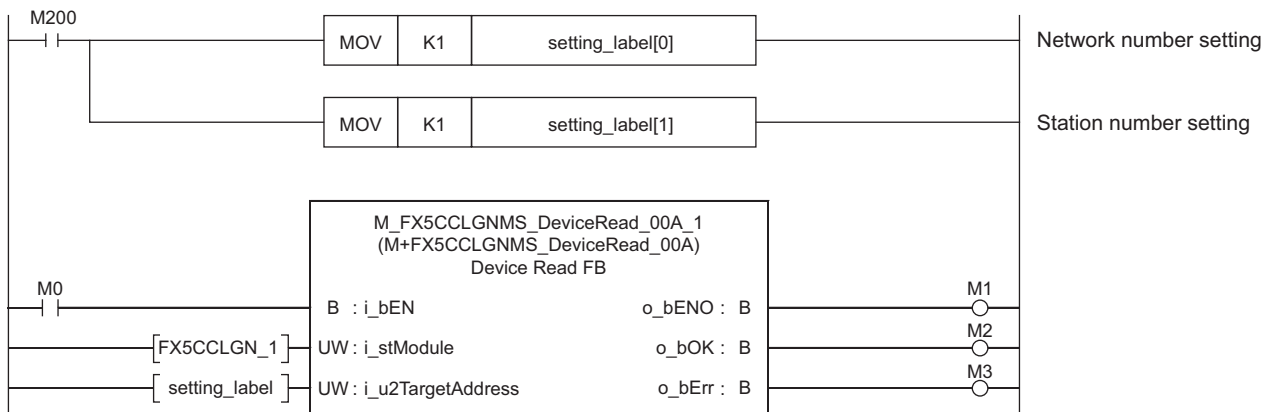 M200
MOV K1 setting_label[0] Network number setting
MOV K1 setting_label[1] Station number setting
M_FX5CCLGNMS_DeviceRead_00A_1
(M+FX5CCLGNMS_DeviceRead_00A)
Device Read FB
M0 M1
B : i_bEN o_bENO : B
M2
FX5CCLGN_1 UW : i_stModule o_bOK : B
M3
setting_label UW : i_u2TargetAddress o_bErr : B